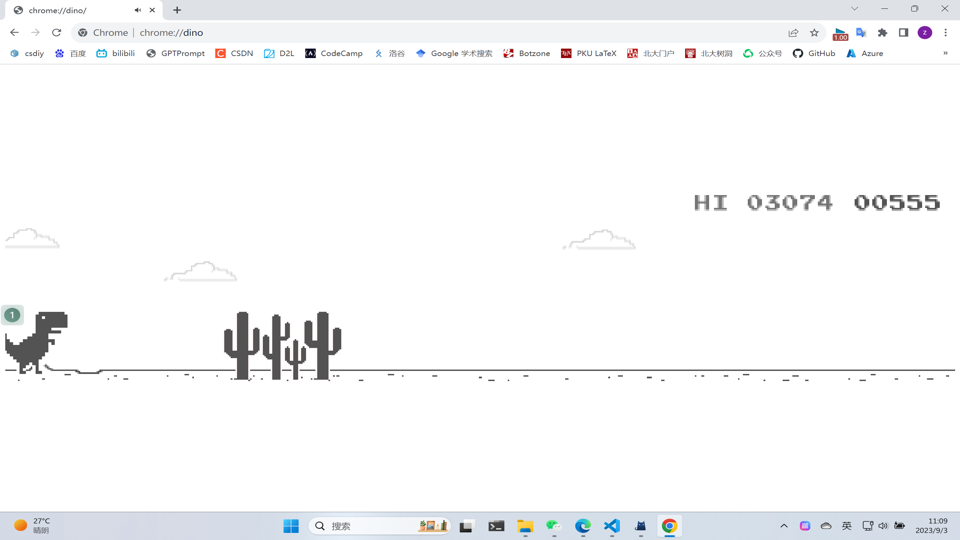 chrome://dino/
Chrome | chrome://dino
1.00
z
csdiy 百度 bilibili GPTPrompt CSDN D2L CodeCamp 洛谷 Google 学术搜索 Botzone PKU LaTeX 北大门户 北大树洞 公众号 GitHub Azure »
HI 03074 00555
1
27°C
晴朗
搜索
英
11:09
2023/9/3